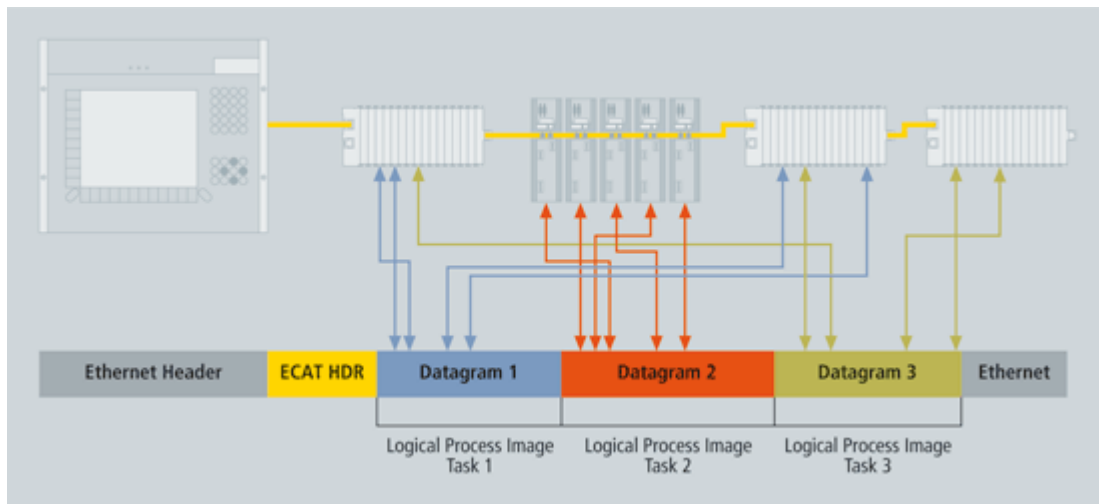 Ethernet Header
ECAT HDR
Datagram 1
Datagram 2
Datagram 3
Ethernet
Logical Process Image
Task 1
Logical Process Image
Task 2
Logical Process Image
Task 3